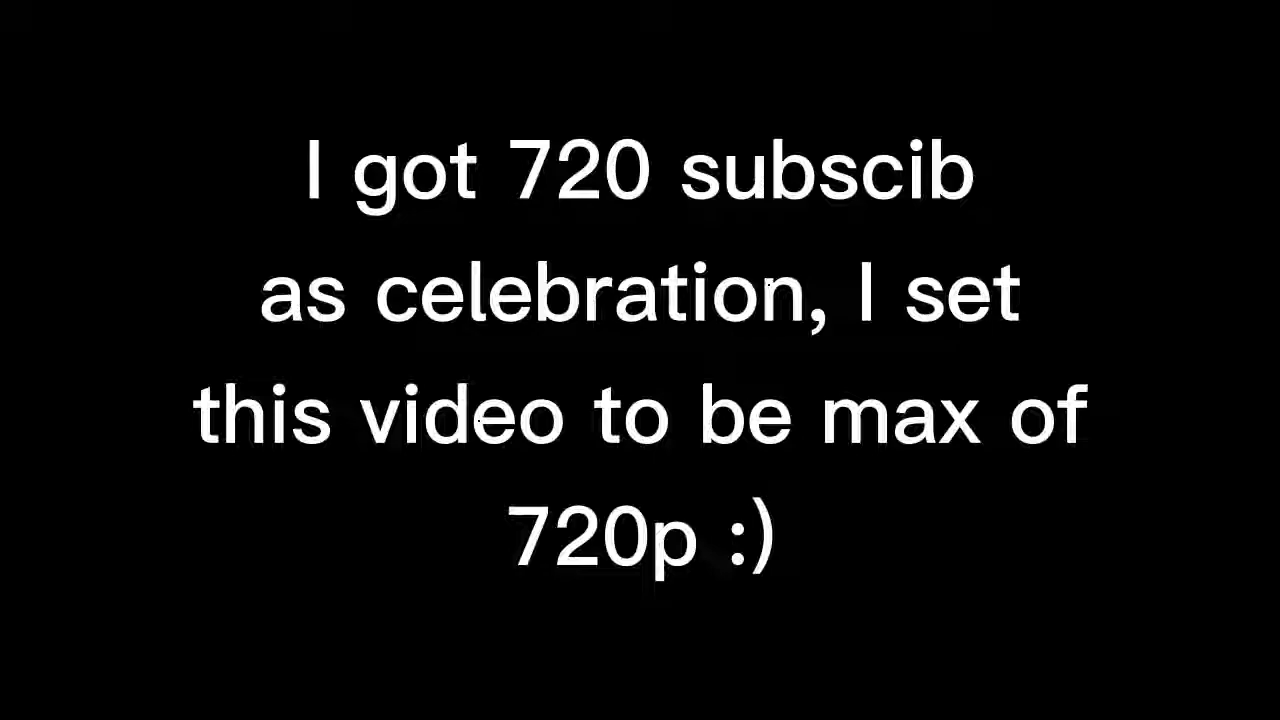 I got 720 subscib
as celebration, I set
this video to be max of
720p :)